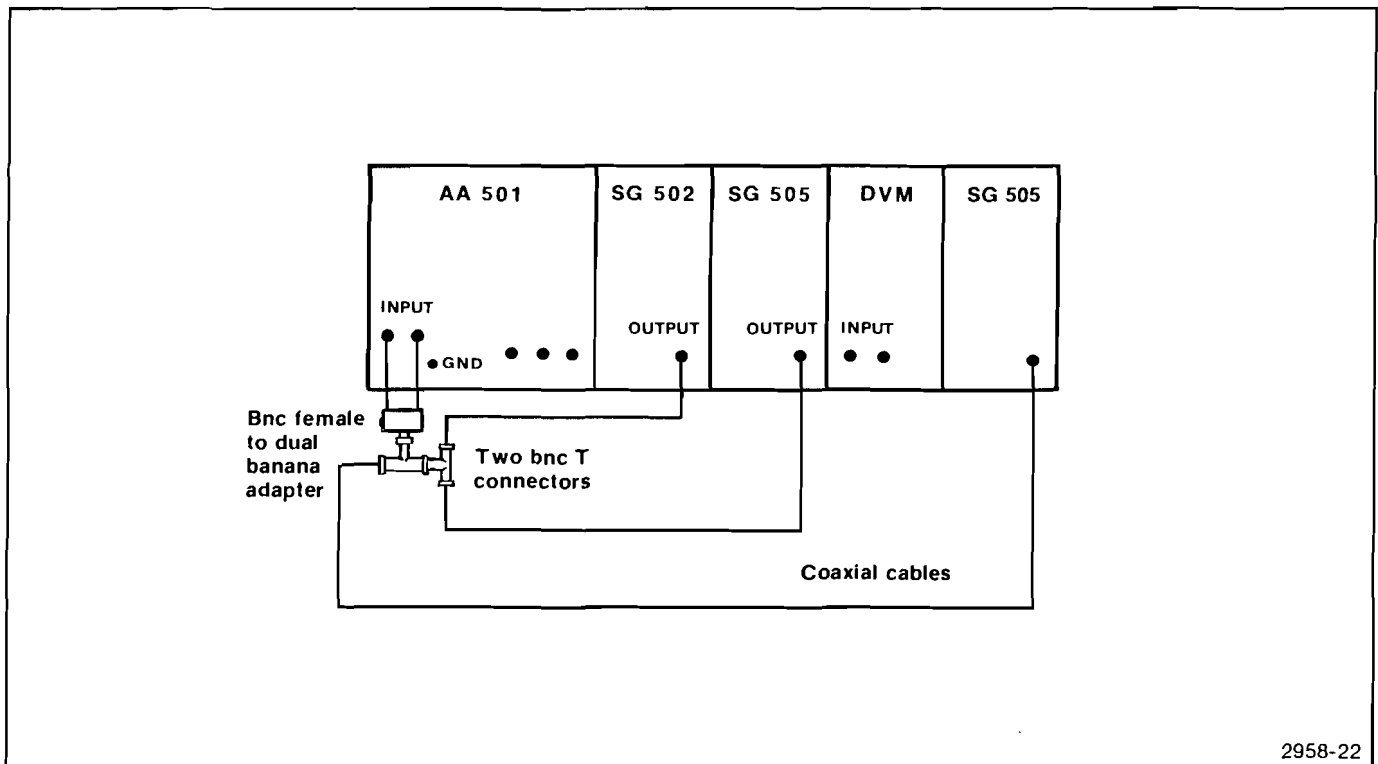 AA 501
SG 502
SG 505
DVM
SG 505
INPUT
GND
OUTPUT
OUTPUT
INPUT
Bnc female
to dual
banana
adapter
Two bnc T
connectors
Coaxial cables
2958-22